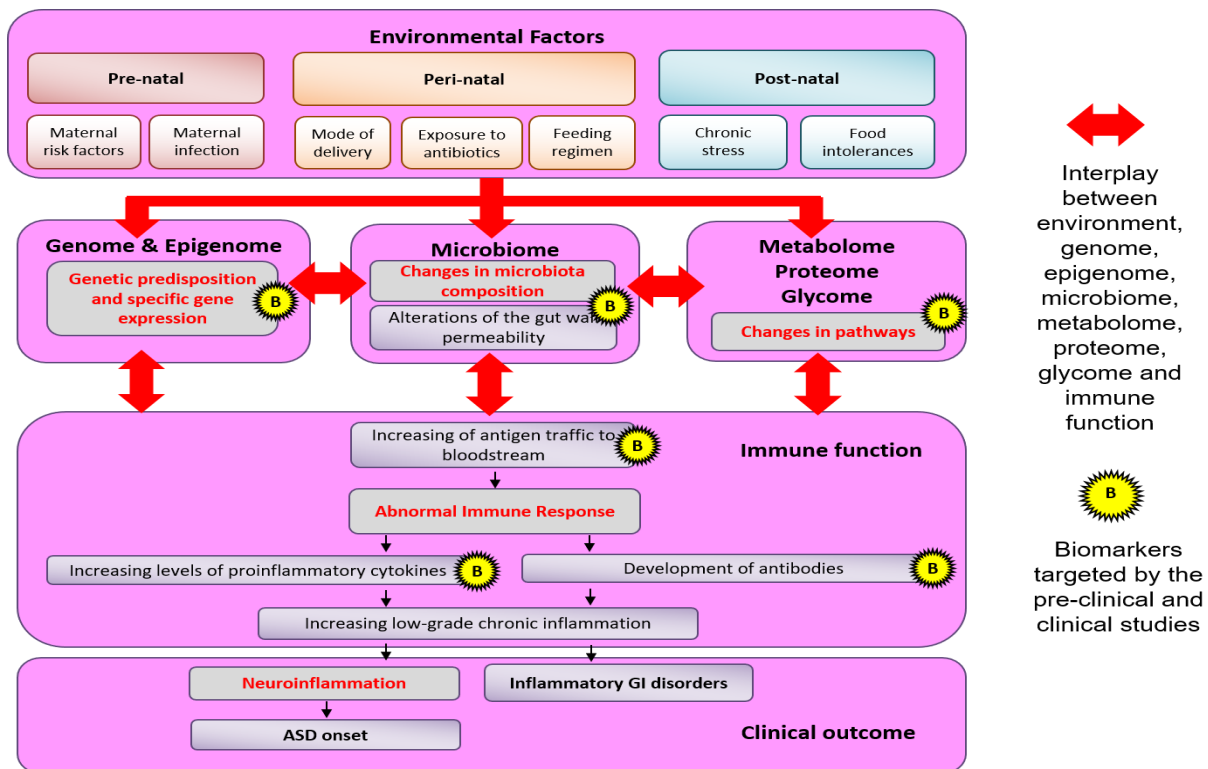 Environmental Factors
Pre-natal
Peri-natal
Post-natal
Maternal
risk factors
Maternal
infection
Mode of
delivery
Exposure to
antibiotics
Feeding
regimen
Chronic
stress
Food
intolerances
Genome & Epigenome
Genetic predisposition
and specific gene
expression
B
Microbiome
Changes in microbiota
composition
Alterations of the gut wall
permeability
B
Metabolome
Proteome
Glycome
Changes in pathways
B
Immune function
Increasing of antigen traffic to
bloodstream
B
Abnormal Immune Response
Increasing levels of proinflammatory cytokines
B
Development of antibodies
B
Increasing low-grade chronic inflammation
Neuroinflammation
Inflammatory GI disorders
ASD onset
Clinical outcome
Interplay
between
environment,
genome,
epigenome,
microbiome,
metabolome,
proteome,
glycome and
immune
function
B
Biomarkers
targeted by the
pre-clinical and
clinical studies